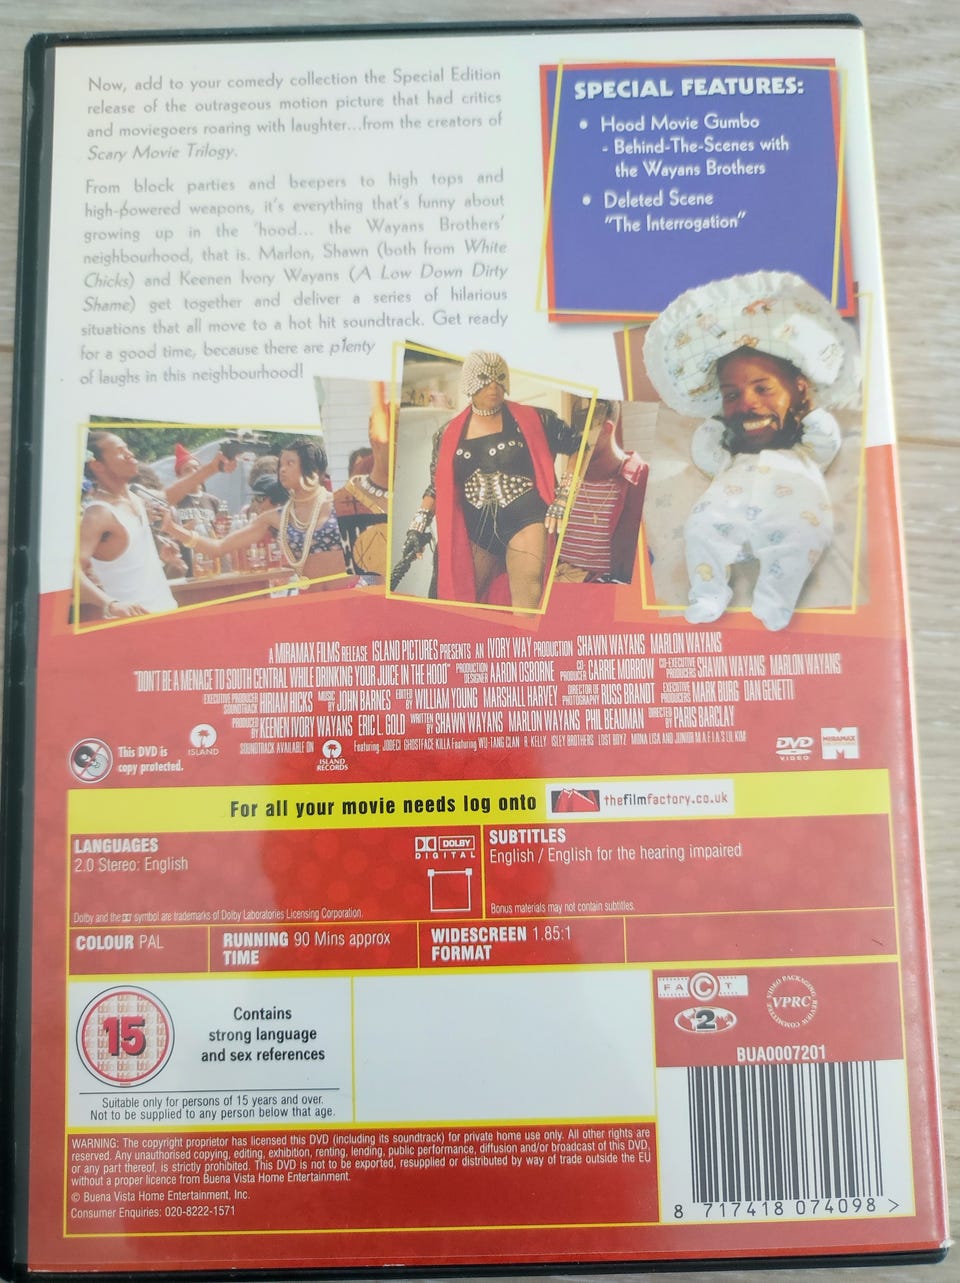 Now, add to your comedy collection the Special Edition
release of the outrageous motion picture that had critics
and moviegoers roaring with laughter...from the creators of
Scary Movie Trilogy.
From block parties and beepers to high tops and
high-powered weapons, it's everything that's funny about
growing up in the 'hood... the Wayans Brothers'
neighbourhood, that is. Marlon, Shawn (both from White
Chicks) and Keenen Ivory Wayans (A Low Down Dirty
Shame) get together and deliver a series of hilarious
situations that all move to a hot hit soundtrack. Get ready
for a good time, because there are plenty
of laughs in this neighbourhood!
SPECIAL FEATURES:
• Hood Movie Gumbo
- Behind-The-Scenes with
the Wayans Brothers
• Deleted Scene
"The Interrogation"
A MIRAMAX FILMS RELEASE ISLAND PICTURES PRESENTS AN IVORY WAY PRODUCTION SHAWN WAYANS MARLON WAYANS
"DON'T BE A MENACE TO SOUTH CENTRAL WHILE DRINKING YOUR JUICE IN THE HOOD" PRODUCTION DESIGNER AARON OSBORNE CO-PRODUCER CARRIE MORROW CO-EXECUTIVE PRODUCERS SHAWN WAYANS MARLON WAYANS
EXECUTIVE PRODUCER SOUNDTRACK HIRIAM HICKS MUSIC BY JOHN BARNES EDITED BY WILLIAM YOUNG MARSHALL HARVEY DIRECTOR OF PHOTOGRAPHY RUSS BRANDT EXECUTIVE PRODUCERS MARK BURG DAN GENETTI
PRODUCED BY KEENEN IVORY WAYANS ERIC L. GOLD WRITTEN BY SHAWN WAYANS MARLON WAYANS PHIL BEAUMAN DIRECTED BY PARIS BARCLAY
SOUNDTRACK AVAILABLE ON ISLAND RECORDS Featuring JODECI GHOSTFACE KILLA Featuring WU-TANG CLAN R. KELLY ISLEY BROTHERS LOST BOYZ MONA LISA AND JUNIOR M.A.F.I.A.'S LIL KIM
This DVD is
copy protected.
ISLAND
DVD
VIDEO
MIRAMAX
For all your movie needs log onto thefilmfactory.co.uk
LANGUAGES
2.0 Stereo: English
DOLBY
DIGITAL
Dolby and the symbol are trademarks of Dolby Laboratories Licensing Corporation.
SUBTITLES
English / English for the hearing impaired
Bonus materials may not contain subtitles.
COLOUR PAL
RUNNING 90 Mins approx
TIME
WIDESCREEN 1.85:1
FORMAT
15
Contains
strong language
and sex references
Suitable only for persons of 15 years and over.
Not to be supplied to any person below that age.
FACT
2
VIDEO PACKAGING REVIEW COMMITTEE
VPRC
BUA0007201
WARNING: The copyright proprietor has licensed this DVD (including its soundtrack) for private home use only. All other rights are
reserved. Any unauthorised copying, editing, exhibition, renting, lending, public performance, diffusion and/or broadcast of this DVD,
or any part thereof, is strictly prohibited. This DVD is not to be exported, resupplied or distributed by way of trade outside the EU
without a proper licence from Buena Vista Home Entertainment.
© Buena Vista Home Entertainment, Inc.
Consumer Enquiries: 020-8222-1571
8 717418 074098 >